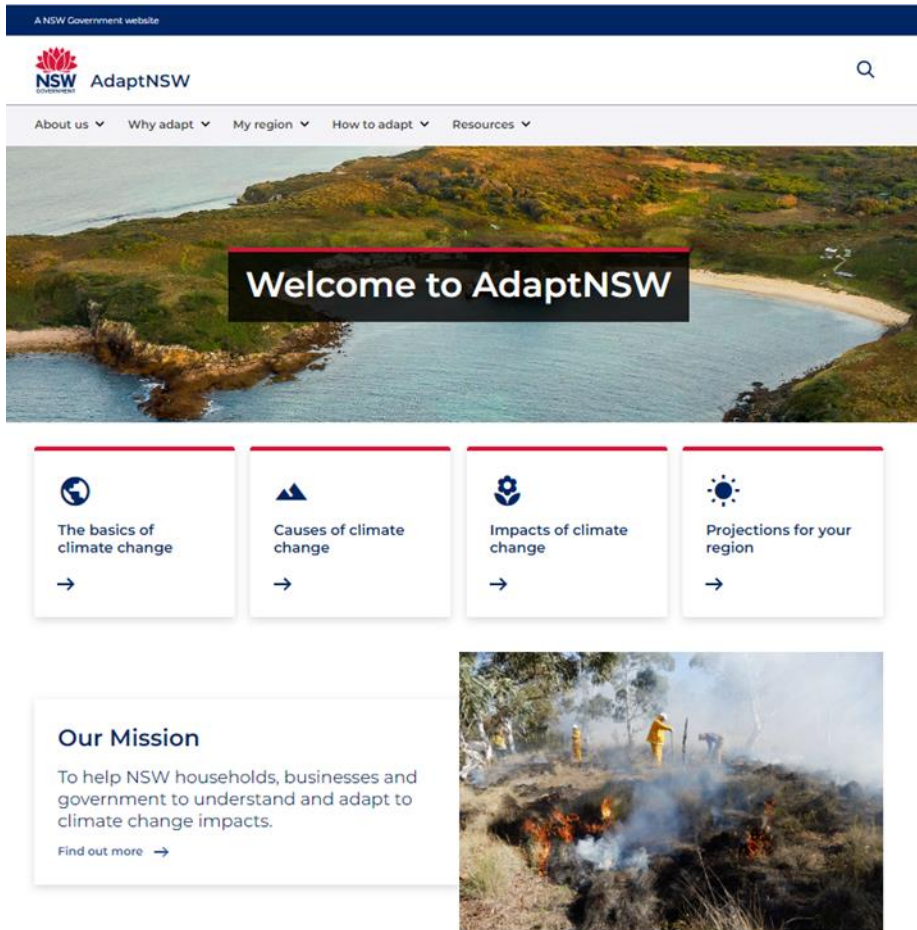 A NSW Government website
NSW
GOVERNMENT
AdaptNSW
About us
Why adapt
My region
How to adapt
Resources
Welcome to AdaptNSW
The basics of
climate change
Causes of climate
change
Impacts of climate
change
Projections for your
region
Our Mission
To help NSW households, businesses and
government to understand and adapt to
climate change impacts.
Find out more